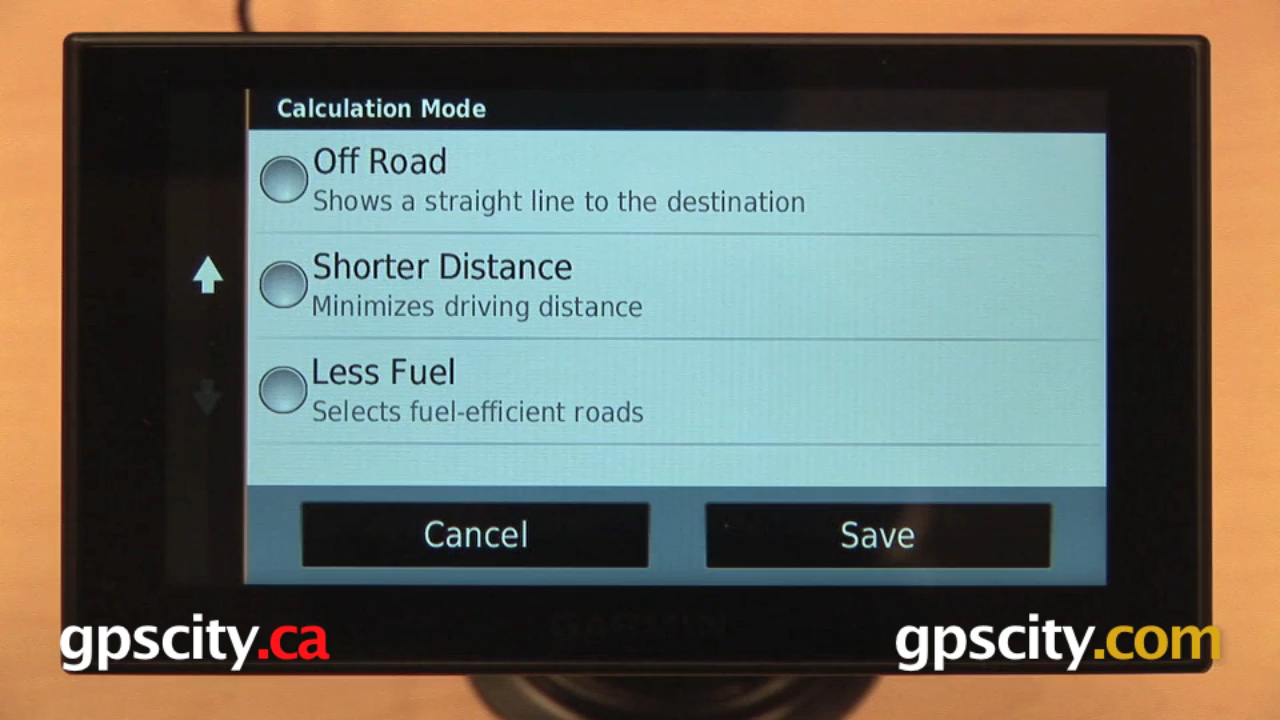 Calculation Mode
Off Road
Shows a straight line to the destination
Shorter Distance
Minimizes driving distance
Less Fuel
Selects fuel-efficient roads
Cancel
Save
GARMIN
gpscity.ca
gpscity.com